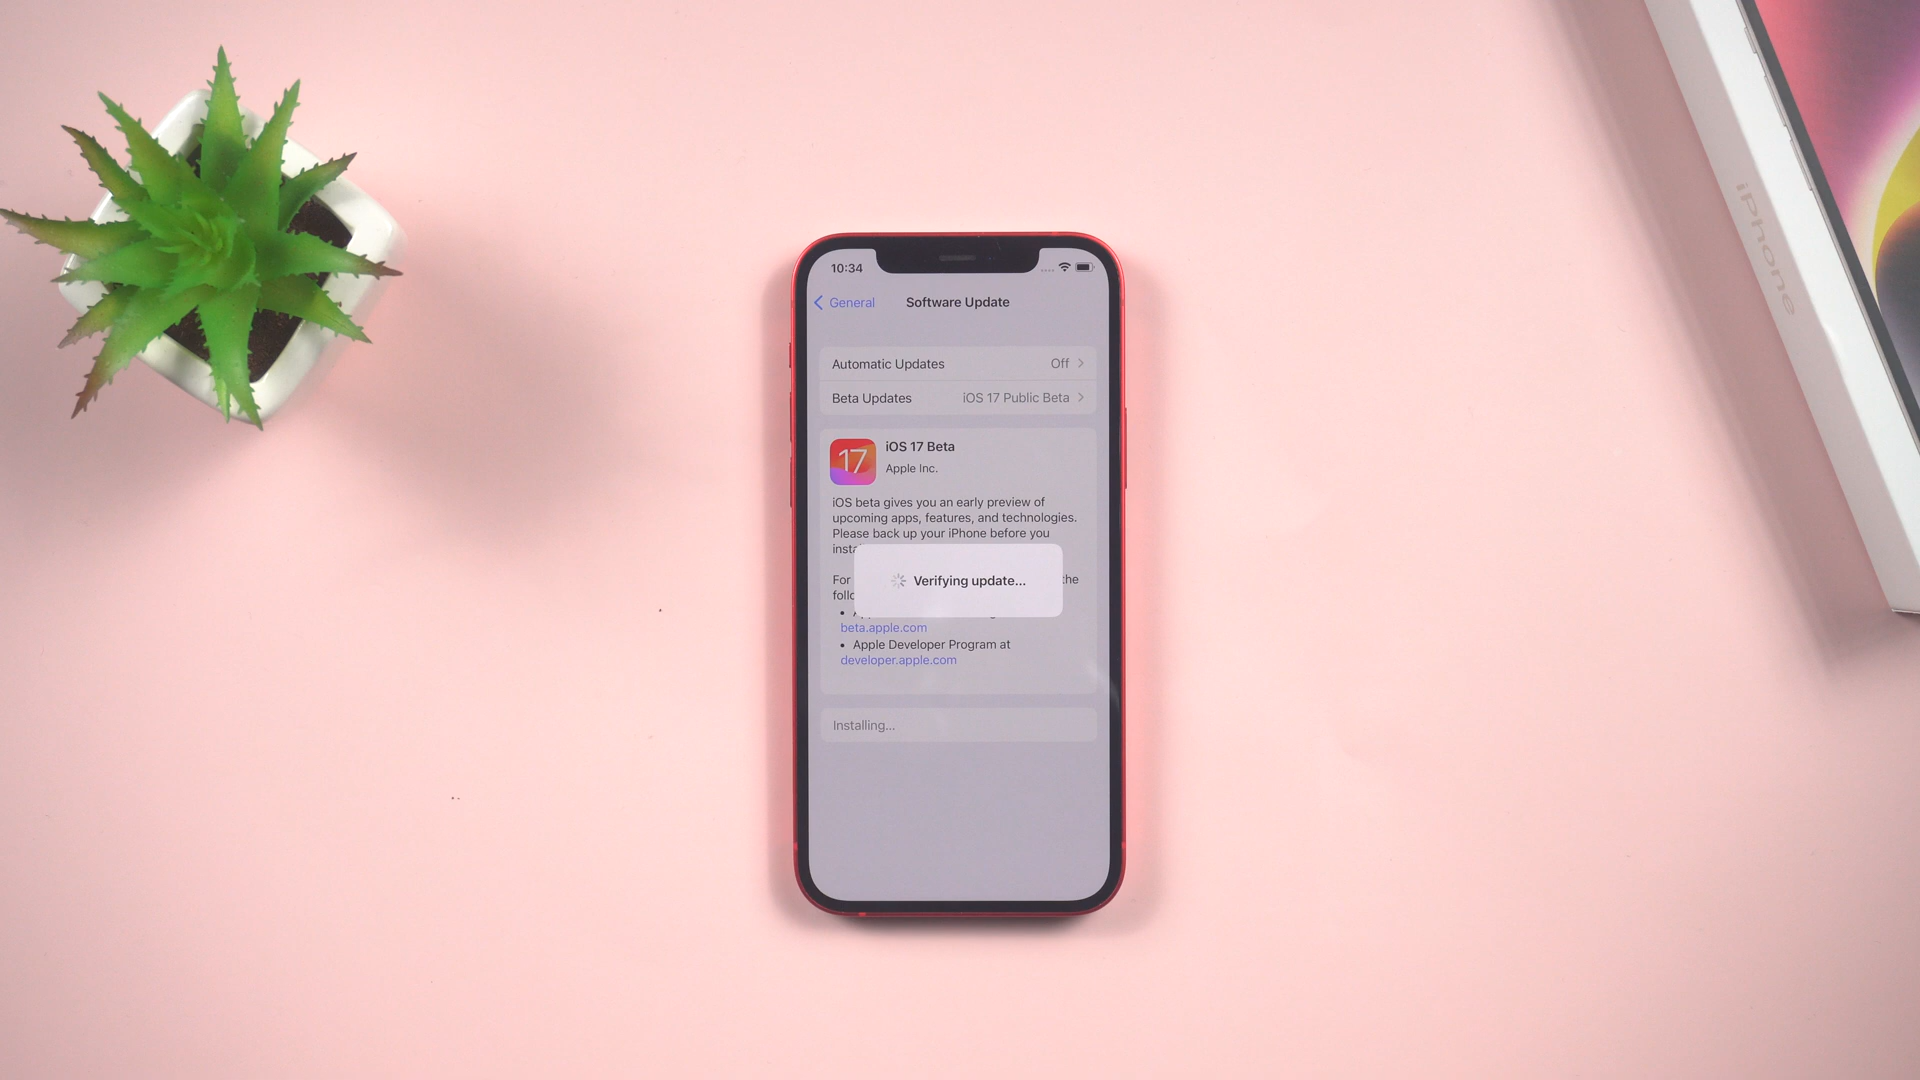 10:34
General
Software Update
Automatic Updates Off
Beta Updates iOS 17 Public Beta
17
iOS 17 Beta
Apple Inc.
iOS beta gives you an early preview of
upcoming apps, features, and technologies.
Please back up your iPhone before you
Verifying update...
For
beta.apple.com
• Apple Developer Program at
developer.apple.com
Installing...
iPhone